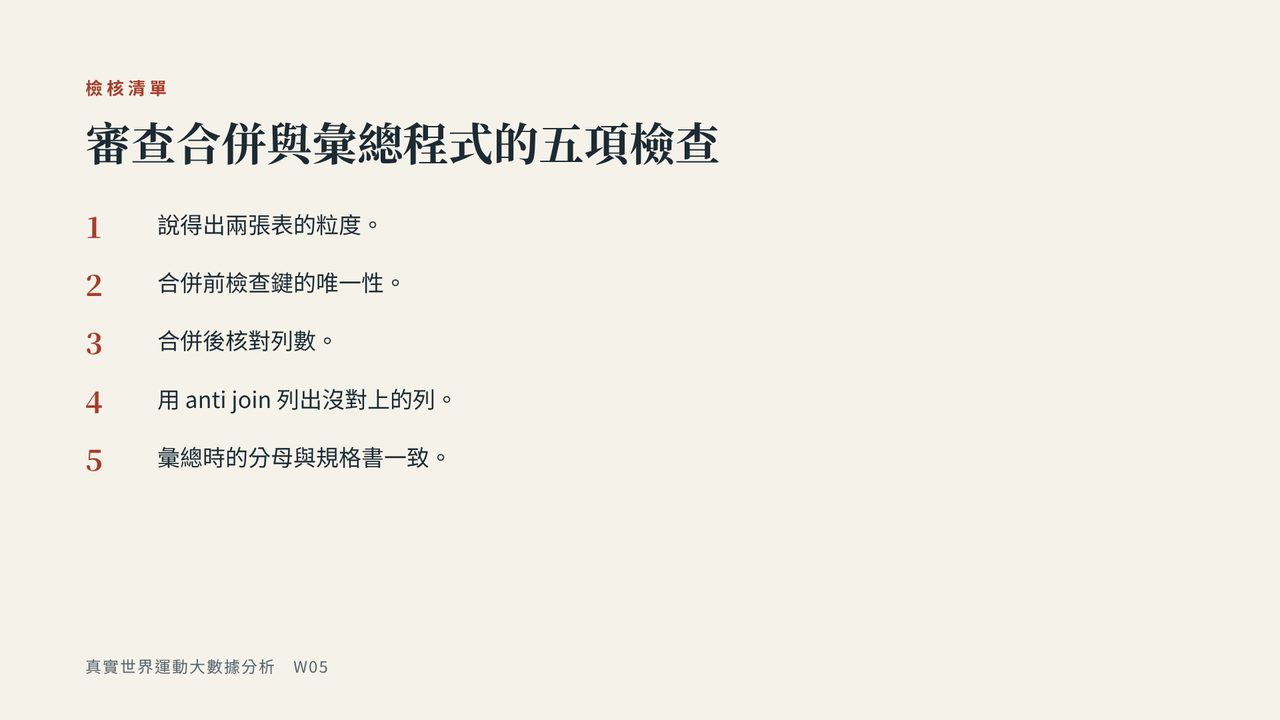 檢核清單
審查合併與彙總程式的五項檢查
1 說得出兩張表的粒度。
2 合併前檢查鍵的唯一性。
3 合併後核對列數。
4 用 anti join 列出沒對上的列。
5 彙總時的分母與規格書一致。
真實世界運動大數據分析 W05